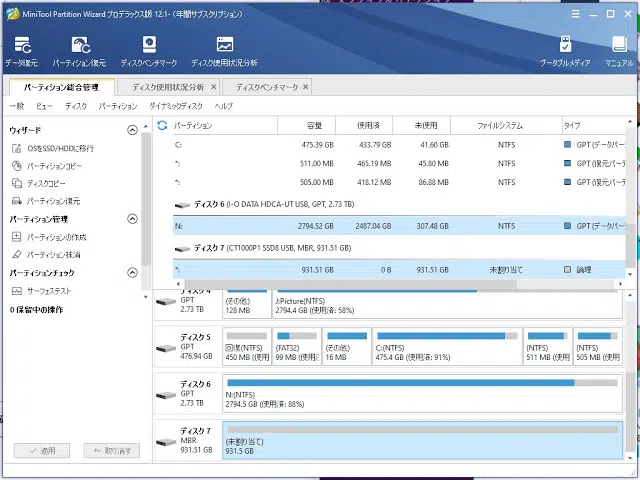 MiniTool Partition Wizard プロデラックス版 12.1- (年間サブスクリプション)
データ復元 パーティション復元 ディスクベンチマーク ディスク使用状況分析 ブータブルメディア マニュアル
パーティション総合管理 ディスク使用状況分析 ディスクベンチマーク
一般 ビュー ディスク パーティション ダイナミックディスク ヘルプ
ウィザード
OSをSSD/HDDに移行
パーティションコピー
ディスクコピー
パーティション復元
パーティション管理
パーティションの作成
パーティション抹消
パーティションチェック
サーフェステスト
0 保留中の操作
適用 取り消す
パーティション 容量 使用済 未使用 ファイルシステム タイプ
C: 475.39 GB 433.79 GB 41.60 GB NTFS GPT (データパー
*: 511.00 MB 465.19 MB 45.80 MB NTFS GPT (復元パーテ
*: 505.00 MB 418.12 MB 86.88 MB NTFS GPT (復元パーテ
ディスク 6 (I-O DATA HDCA-UT USB, GPT, 2.73 TB)
N: 2794.52 GB 2487.04 GB 307.48 GB NTFS GPT (データパー
ディスク 7 (CT1000P1 SSD8 USB, MBR, 931.51 GB)
*: 931.51 GB 0 B 931.51 GB 未割り当て 論理
ディスク 4
GPT
2.73 TB
(その他)
128 MB
J:Picture(NTFS)
2794.4 GB (使用済: 58%)
ディスク 5
GPT
476.94 GB
回復(NTFS)
450 MB (使用
(FAT32)
99 MB (使用
(その他)
16 MB
C:(NTFS)
475.4 GB (使用済: 91%)
(NTFS)
511 MB (使用
(NTFS)
505 MB (使用
ディスク 6
GPT
2.73 TB
N:(NTFS)
2794.5 GB (使用済: 88%)
ディスク 7
MBR
931.51 GB
(未割り当て)
931.5 GB